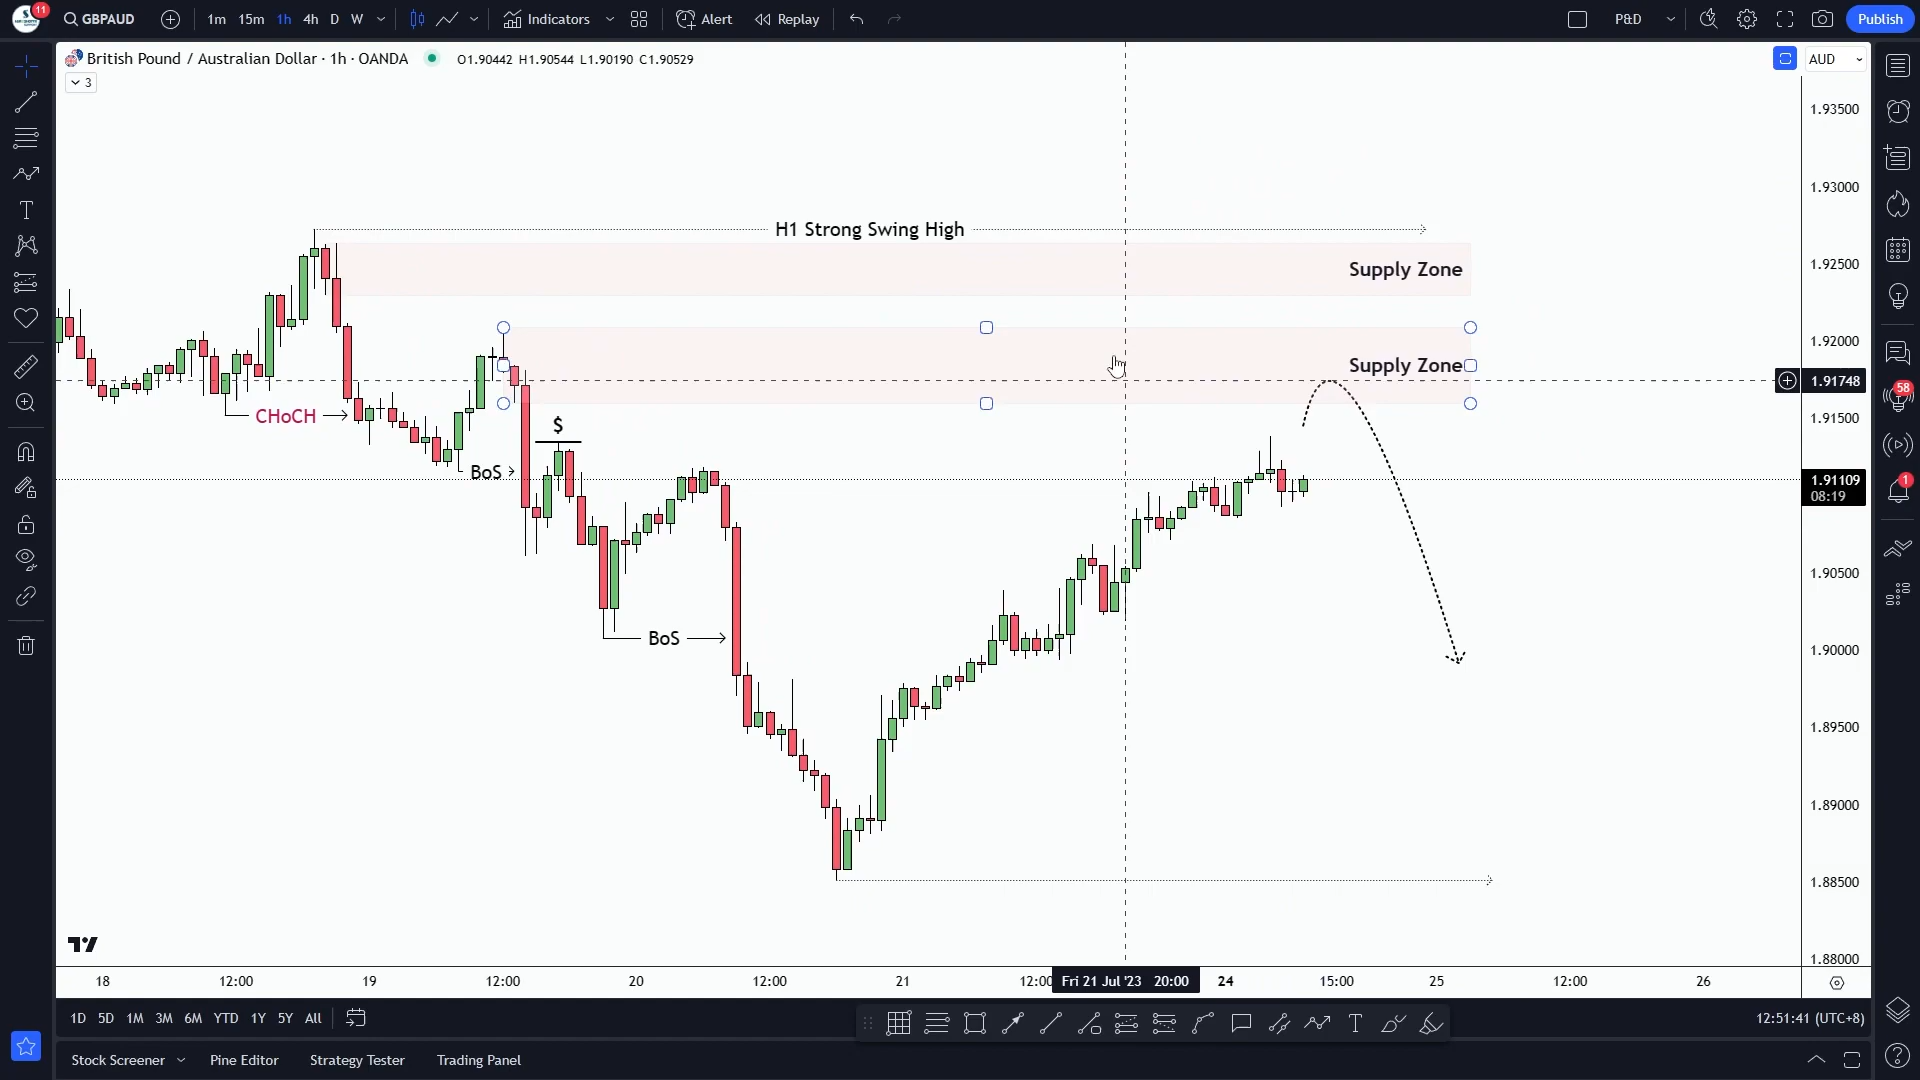 11
GBPAUD
1m 15m 1h 4h D W
Indicators
Alert
Replay
P&D
Publish
British Pound / Australian Dollar · 1h · OANDA
O1.90442 H1.90544 L1.90190 C1.90529
AUD
3
1.93500
1.93000
1.92500
1.92000
1.91748
1.91500
1.91109
08:19
1.90500
1.90000
1.89500
1.89000
1.88500
1.88000
H1 Strong Swing High
Supply Zone
Supply Zone
CHoCH
$
BoS
BoS
58
1
18 12:00 19 12:00 20 12:00 21 12:00 Fri 21 Jul '23 20:00 24 15:00 25 12:00 26
1D 5D 1M 3M 6M YTD 1Y 5Y All
12:51:41 (UTC+8)
Stock Screener Pine Editor Strategy Tester Trading Panel